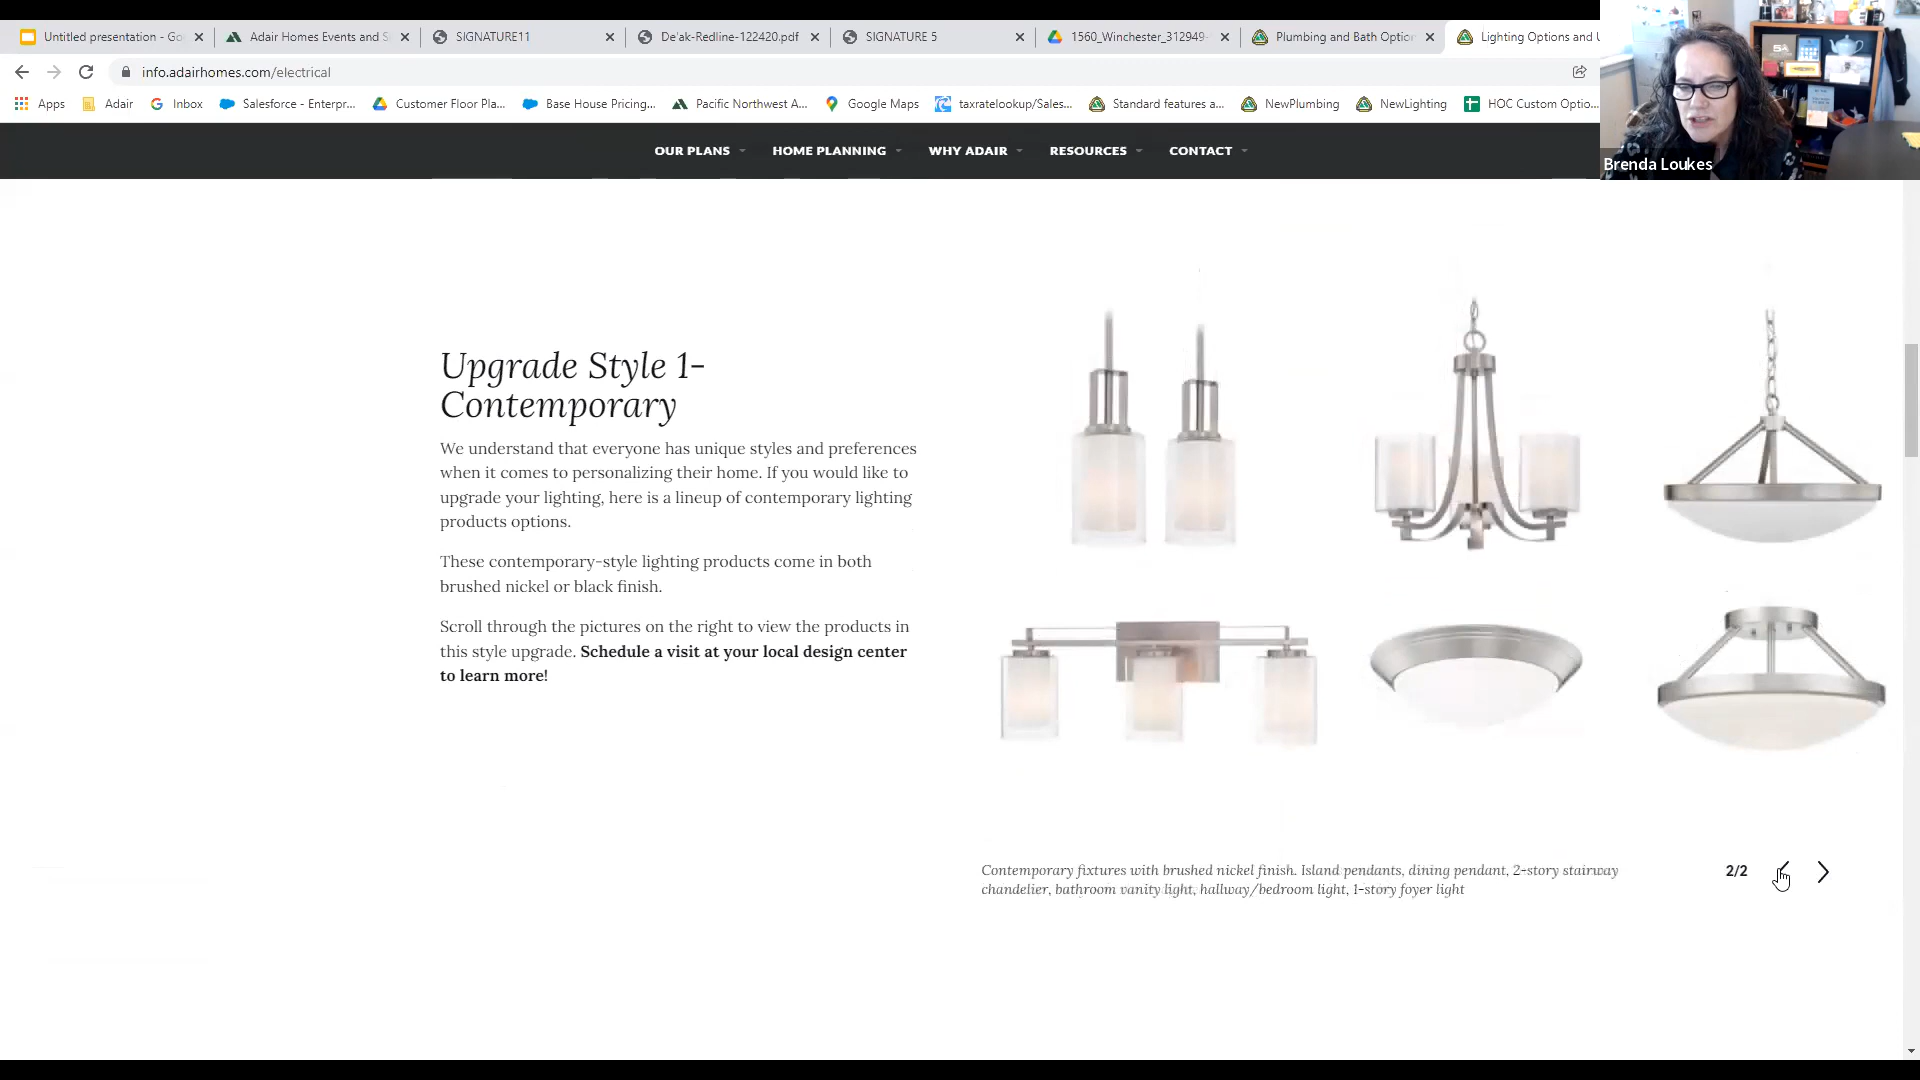 Untitled presentation - Go
Adair Homes Events and S
SIGNATURE11
De'ak-Redline-122420.pdf
SIGNATURE 5
1560_Winchester_312949-
Plumbing and Bath Option
Lighting Options and U
info.adairhomes.com/electrical
Apps
Adair
Inbox
Salesforce - Enterpr...
Customer Floor Pla...
Base House Pricing...
Pacific Northwest A...
Google Maps
taxratelookup/Sales...
Standard features a...
NewPlumbing
NewLighting
HOC Custom Optio...
Brenda Loukes
OUR PLANS
HOME PLANNING
WHY ADAIR
RESOURCES
CONTACT
Upgrade Style 1-
Contemporary
We understand that everyone has unique styles and preferences
when it comes to personalizing their home. If you would like to
upgrade your lighting, here is a lineup of contemporary lighting
products options.
These contemporary-style lighting products come in both
brushed nickel or black finish.
Scroll through the pictures on the right to view the products in
this style upgrade. Schedule a visit at your local design center
to learn more!
Contemporary fixtures with brushed nickel finish. Island pendants, dining pendant, 2-story stairway
chandelier, bathroom vanity light, hallway/bedroom light, 1-story foyer light
2/2